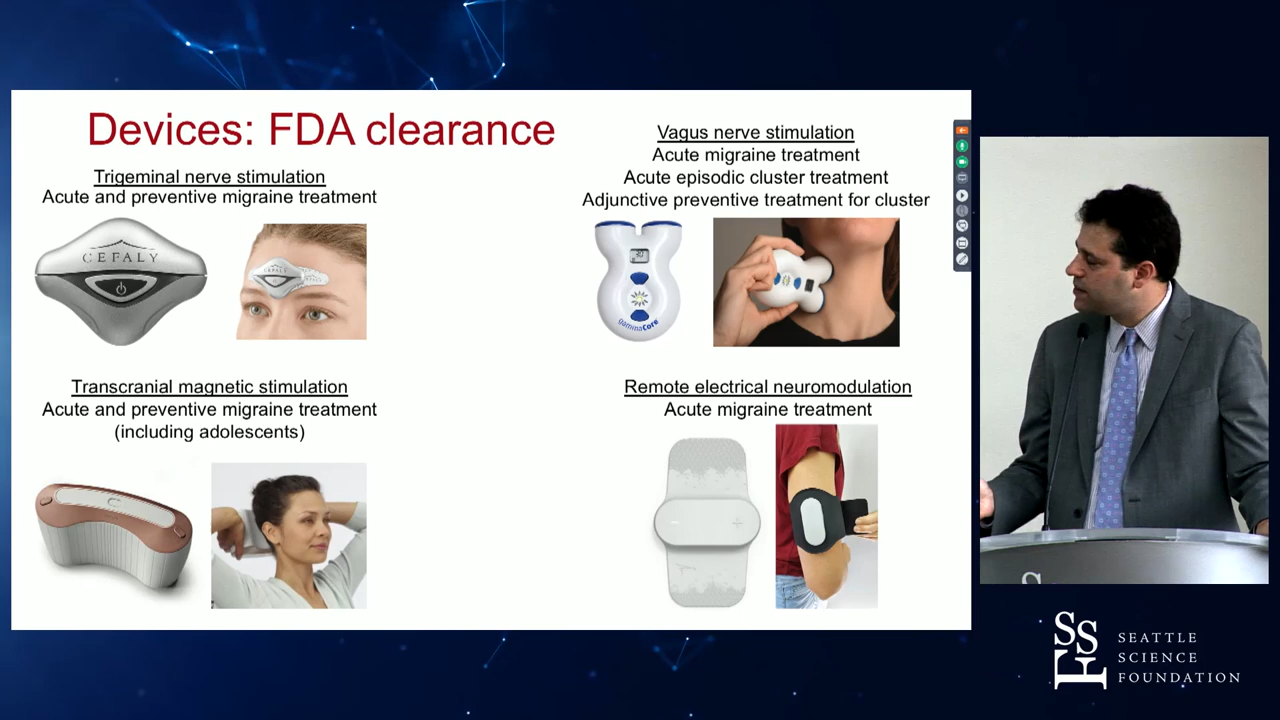 Devices: FDA clearance
Trigeminal nerve stimulation
Acute and preventive migraine treatment
CEFALY
CEFALY
Vagus nerve stimulation
Acute migraine treatment
Acute episodic cluster treatment
Adjunctive preventive treatment for cluster
gammaCore
Transcranial magnetic stimulation
Acute and preventive migraine treatment
(including adolescents)
Remote electrical neuromodulation
Acute migraine treatment
S
SSF
SEATTLE
SCIENCE
FOUNDATION